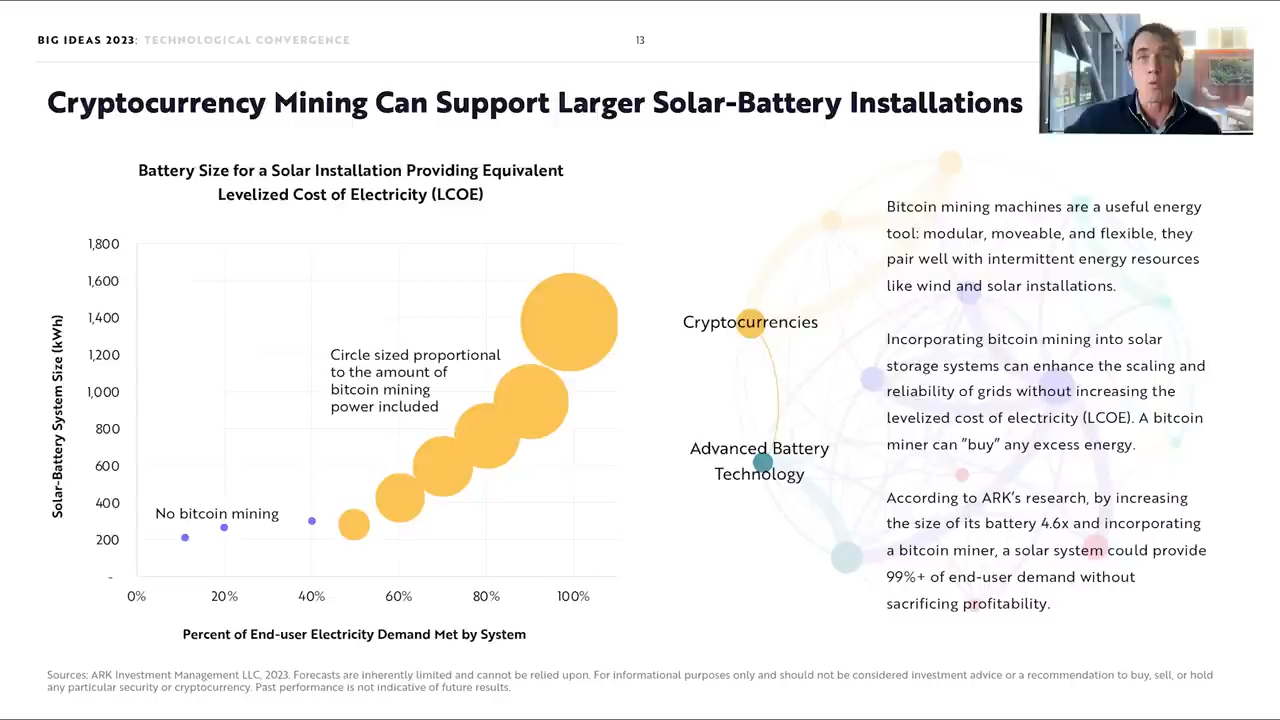 BIG IDEAS 2023: TECHNOLOGICAL CONVERGENCE
13
Cryptocurrency Mining Can Support Larger Solar-Battery Installations
Battery Size for a Solar Installation Providing Equivalent
Levelized Cost of Electricity (LCOE)
Solar-Battery System Size (kWh)
1,800
1,600
1,400
1,200
1,000
800
600
400
200
-
Circle sized proportional
to the amount of
bitcoin mining
power included
No bitcoin mining
0% 20% 40% 60% 80% 100%
Percent of End-user Electricity Demand Met by System
Cryptocurrencies
Advanced Battery
Technology
Bitcoin mining machines are a useful energy
tool: modular, moveable, and flexible, they
pair well with intermittent energy resources
like wind and solar installations.
Incorporating bitcoin mining into solar
storage systems can enhance the scaling and
reliability of grids without increasing the
levelized cost of electricity (LCOE). A bitcoin
miner can "buy" any excess energy.
According to ARK's research, by increasing
the size of its battery 4.6x and incorporating
a bitcoin miner, a solar system could provide
99%+ of end-user demand without
sacrificing profitability.
Sources: ARK Investment Management LLC, 2023. Forecasts are inherently limited and cannot be relied upon. For informational purposes only and should not be considered investment advice or a recommendation to buy, sell, or hold
any particular security or cryptocurrency. Past performance is not indicative of future results.